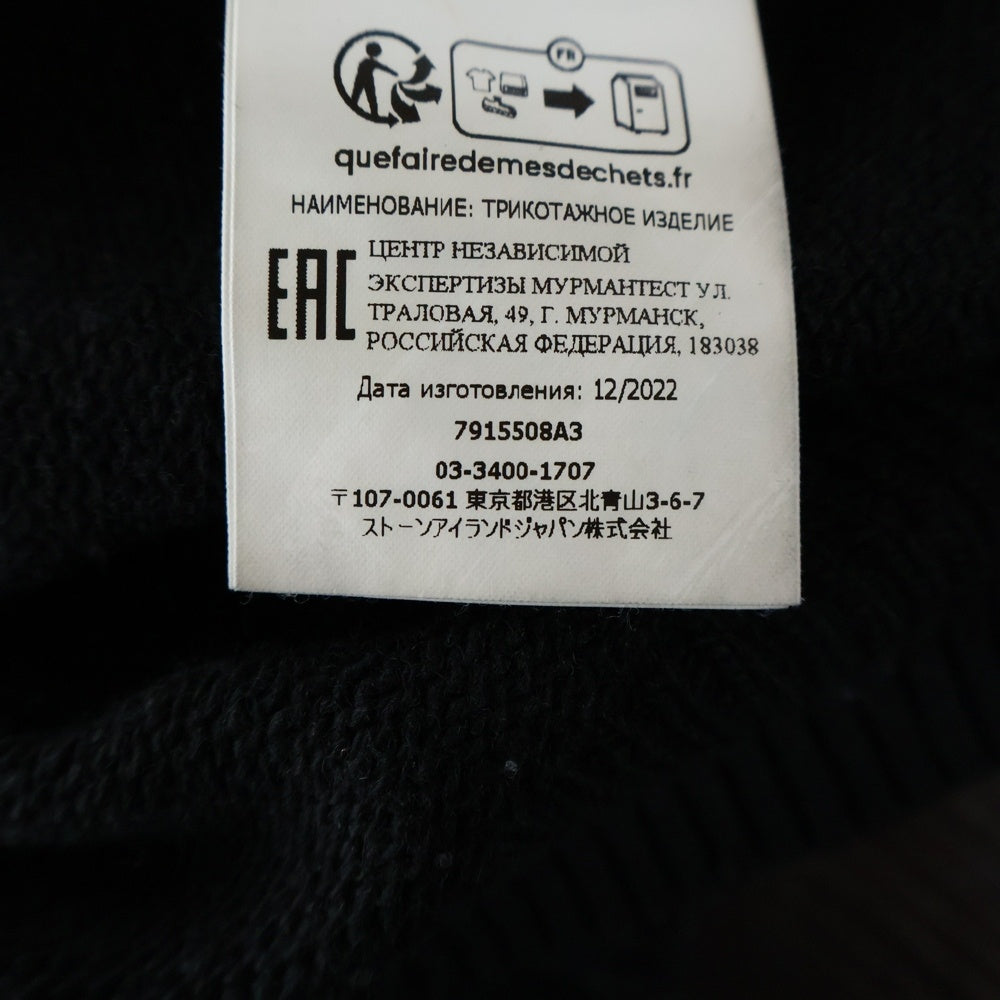 FR
quefairedemesdechets.fr
НАИМЕНОВАНИЕ: ТРИКОТАЖНОЕ ИЗДЕЛИЕ
EAC
ЦЕНТР НЕЗАВИСИМОЙ
ЭКСПЕРТИЗЫ МУРМАНТЕСТ УЛ.
ТРАЛОВАЯ, 49, Г. МУРМАНСК,
РОССИЙСКАЯ ФЕДЕРАЦИЯ, 183038
Дата изготовления: 12/2022
7915508A3
03-3400-1707
〒107-0061 東京都港区北青山3-6-7
ストーンアイランドジャパン株式会社